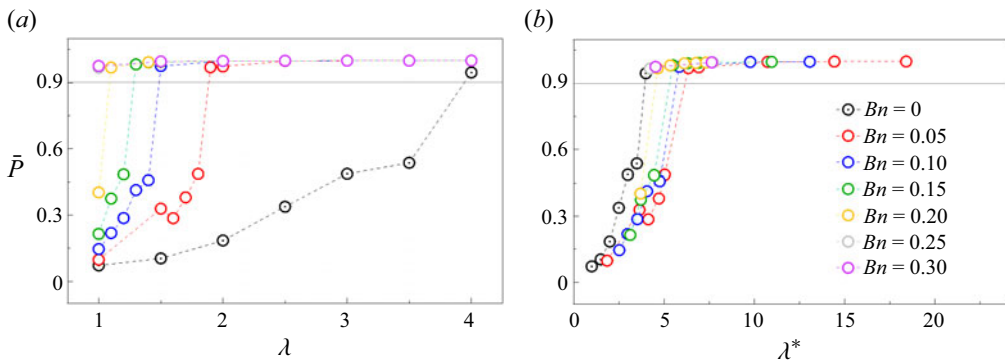 (a)
(b)
0.9
0.6
P̄
0.3
0
1
2
3
4
λ
0.9
0.6
0.3
0
Bn = 0
Bn = 0.05
Bn = 0.10
Bn = 0.15
Bn = 0.20
Bn = 0.25
Bn = 0.30
0
5
10
15
20
λ*